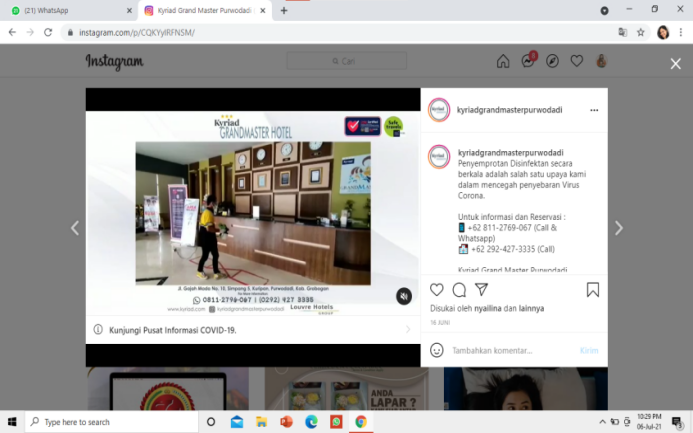 (21) WhatsApp
Kyriad Grand Master Purwodadi
instagram.com/p/CQKYyIRFNSM/
Instagram
Cari
Kyriad
GRANDMASTER HOTEL
Jl. Gajah Mada No. 10, Simpang 5, Kuripan, Purwodadi, Kab. Grobogan
0811-2796-067 | (0292) 427 3335
www.kyriad.com kyriadgrandmasterpurwodadi Louvre Hotels
GROUP
Kunjungi Pusat Informasi COVID-19.
kyriadgrandmasterpurwodadi
kyriadgrandmasterpurwodadi
Penyemprotan Disinfektan secara
berkala adalah salah satu upaya kami
dalam mencegah penyebaran Virus
Corona.
Untuk informasi dan Reservasi :
+62 811-2769-067 (Call &
Whatsapp)
+62 292-427-3335 (Call)
Kyriad Grand Master Purwodadi
Disukai oleh nyailina dan lainnya
16 JUNI
Tambahkan komentar...
Kirim
ANDA
LAPAR ?
Type here to search
10:29 PM
06-Jul-21